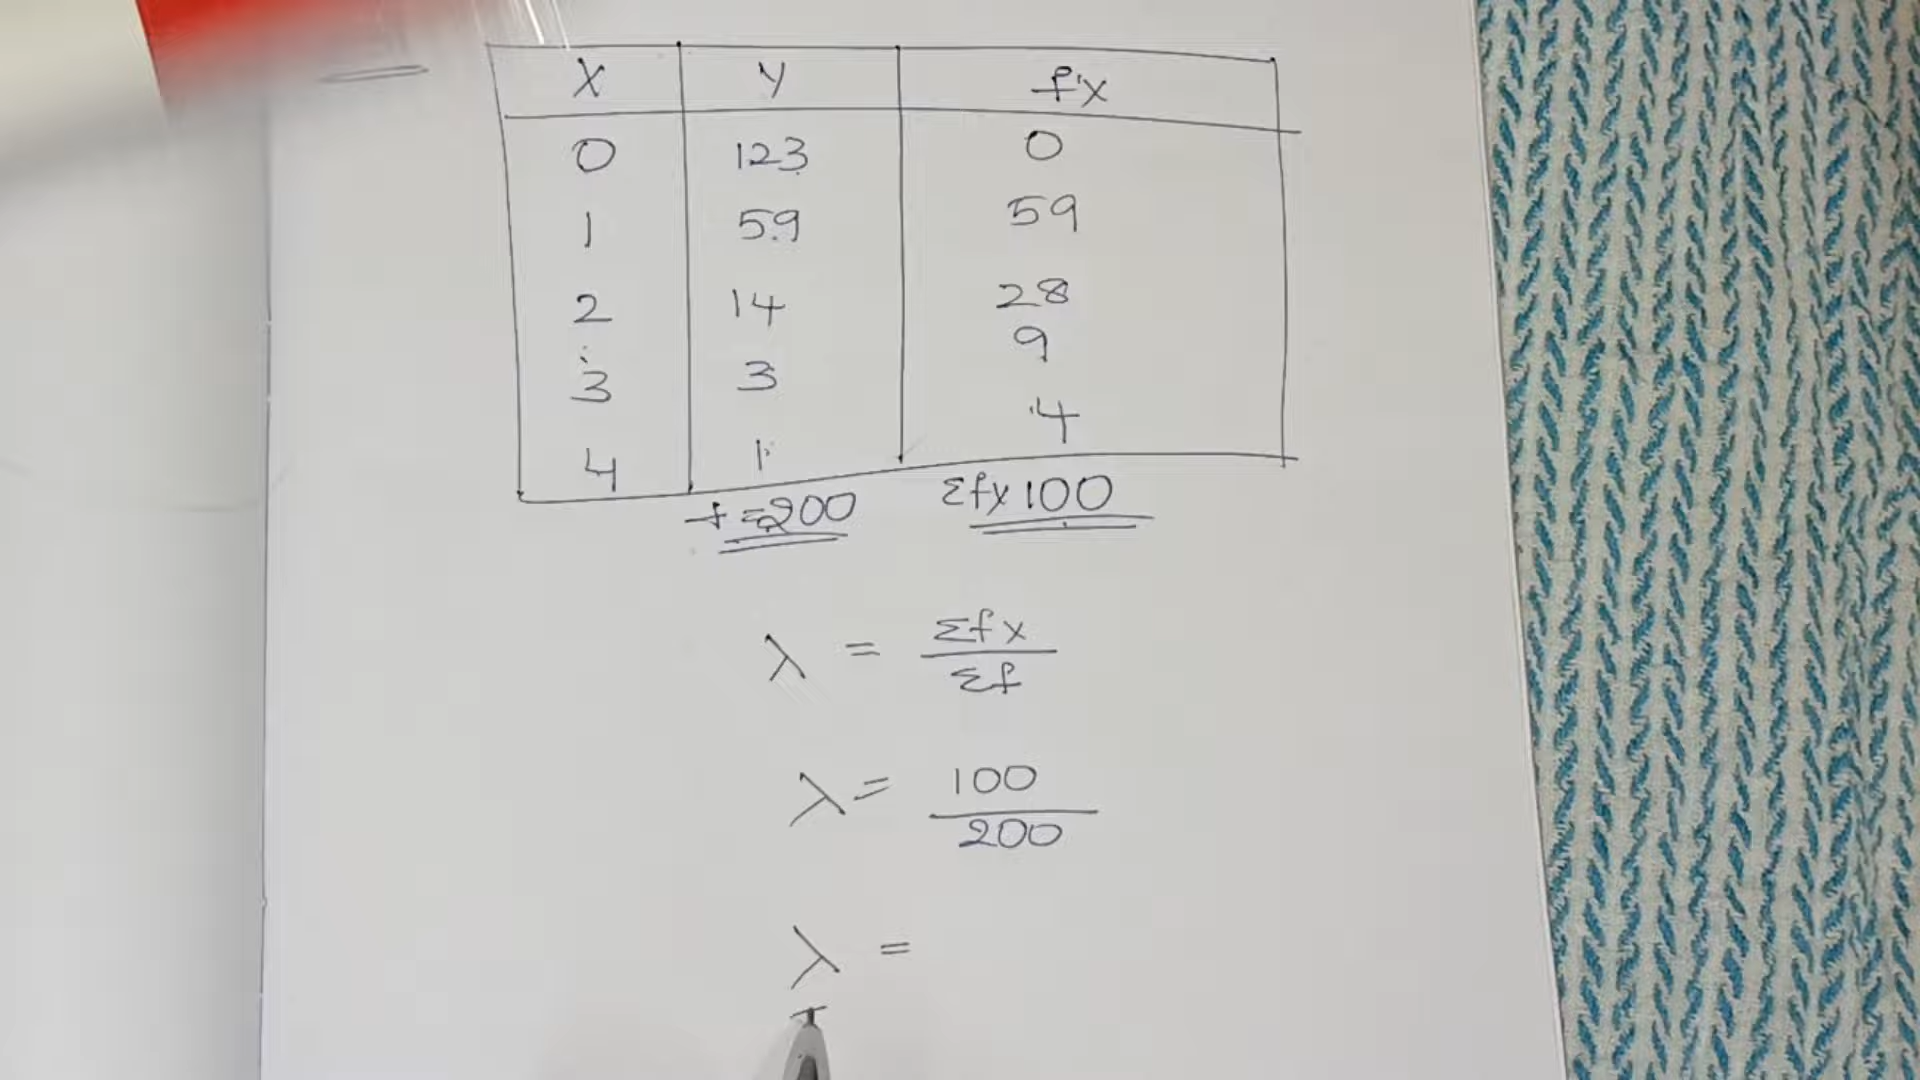 X Y fx
0 123 0
1 59 59
2 14 28
3 3 9
4 1 4
f = 200 Σfx 100
λ = Σfx / Σf
λ = 100 / 200
λ =